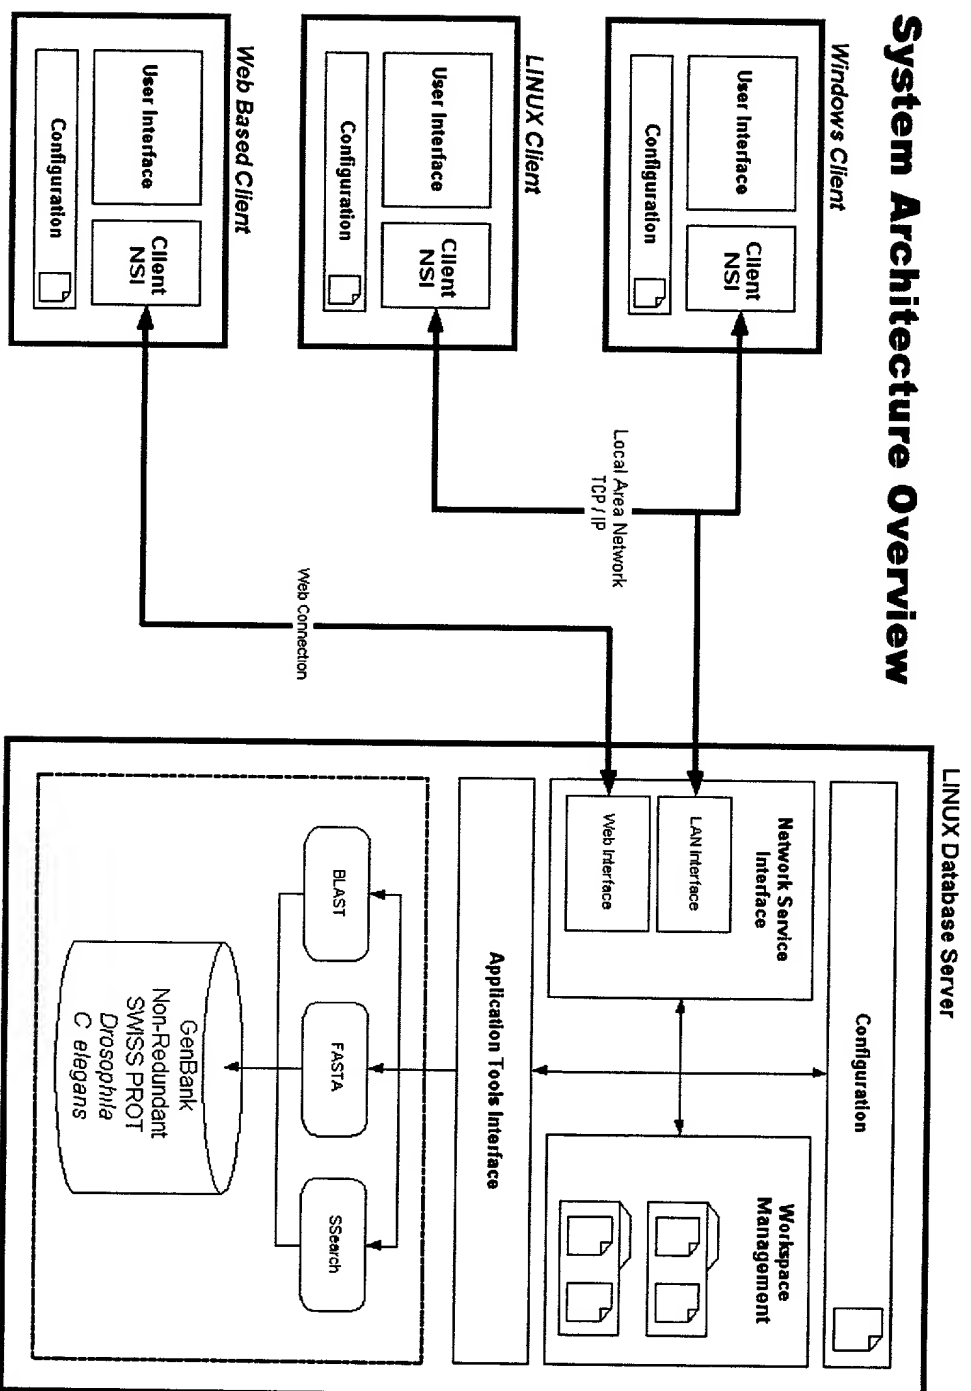 System Architecture Overview
Windows Client
User Interface
Client
NSI
Configuration
LINUX Client
User Interface
Client
NSI
Configuration
Web Based Client
User Interface
Client
NSI
Configuration
Local Area Network
TCP / IP
Web Connection
LINUX Database Server
Configuration
Network Service
Interface
LAN Interface
Web Interface
Workspace
Management
Application Tools Interface
BLAST
FASTA
SSearch
GenBank
Non-Redundant
SWISS PROT
Drosophila
C elegans